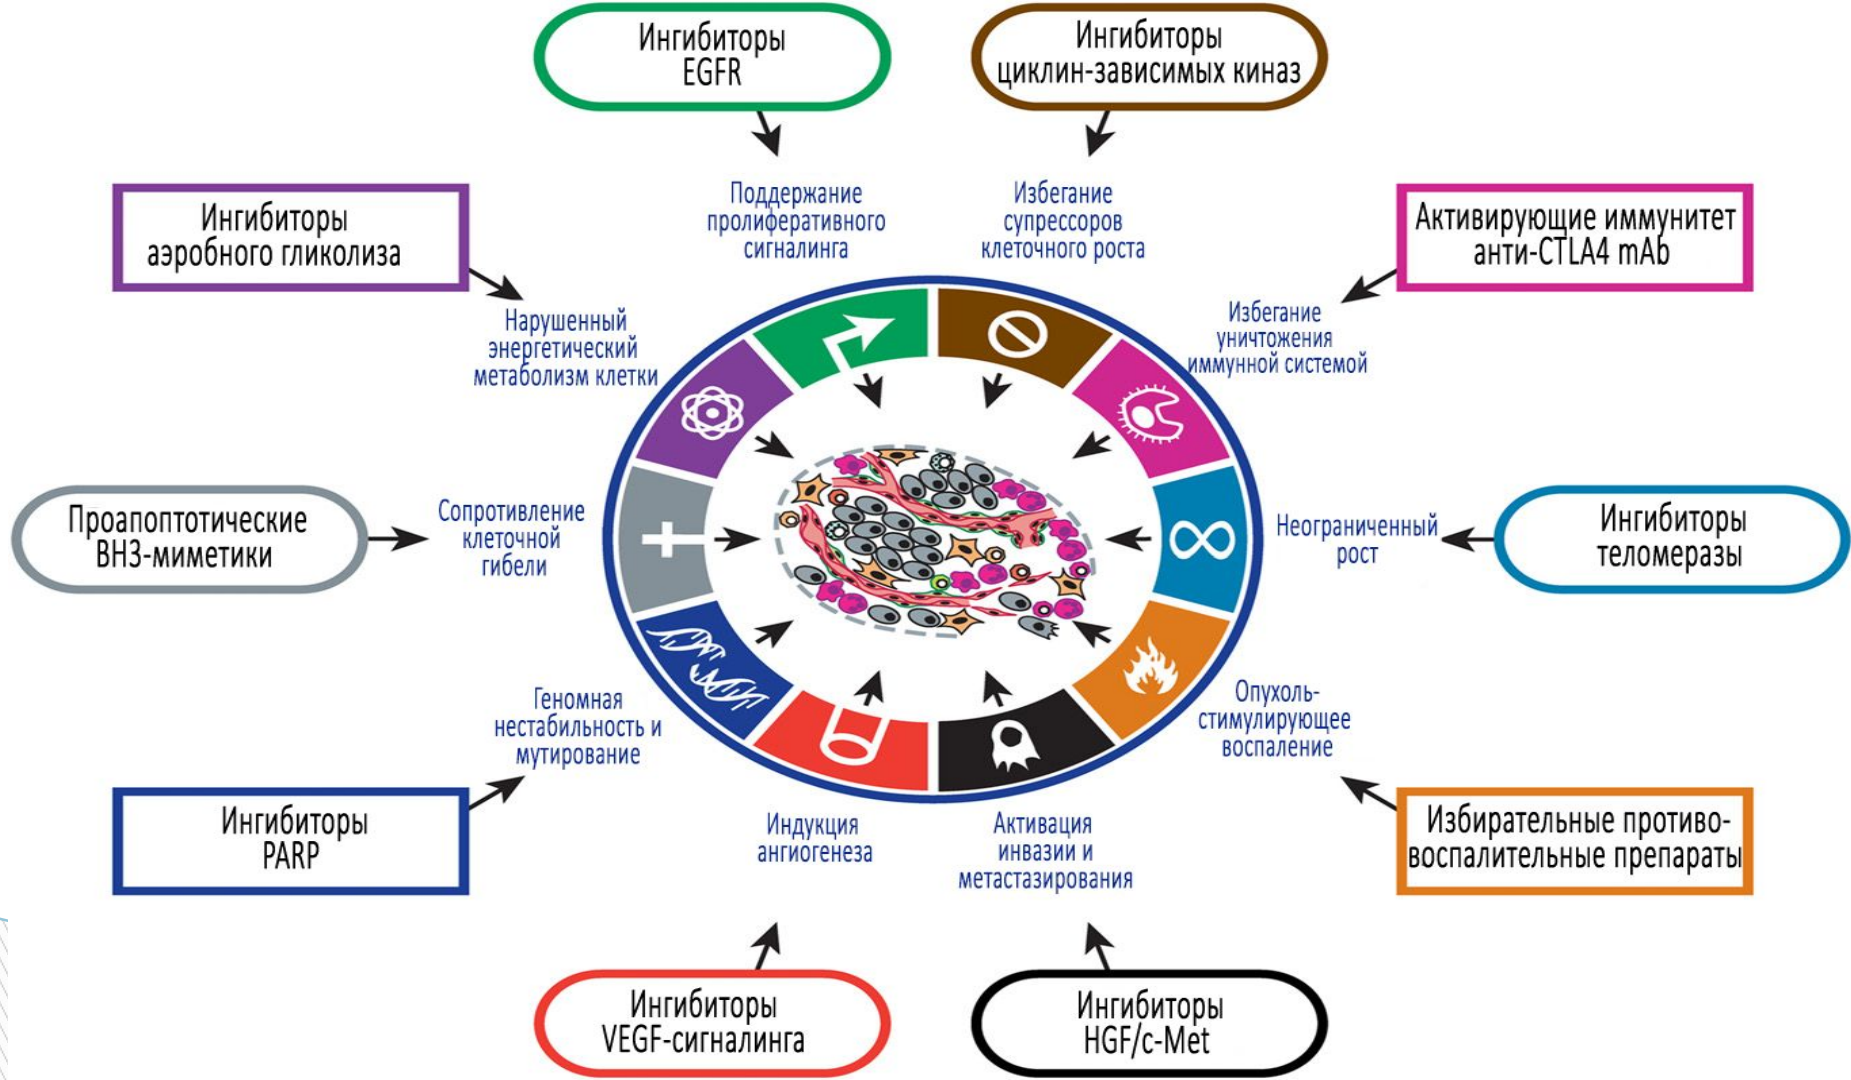 Ингибиторы
EGFR
Ингибиторы
циклин-зависимых киназ
Ингибиторы
аэробного гликолиза
Поддержание
пролиферативного
сигналинга
Избегание
супрессоров
клеточного роста
Активирующие иммунитет
анти-CTLA4 mAb
Нарушенный
энергетический
метаболизм клетки
Избегание
уничтожения
иммунной системой
Проапоптотические
BH3-миметики
Сопротивление
клеточной
гибели
Неограниченный
рост
Ингибиторы
теломеразы
Геномная
нестабильность и
мутирование
Опухоль-
стимулирующее
воспаление
Ингибиторы
PARP
Индукция
ангиогенеза
Активация
инвазии и
метастазирования
Избирательные противо-
воспалительные препараты
Ингибиторы
VEGF-сигналинга
Ингибиторы
HGF/c-Met